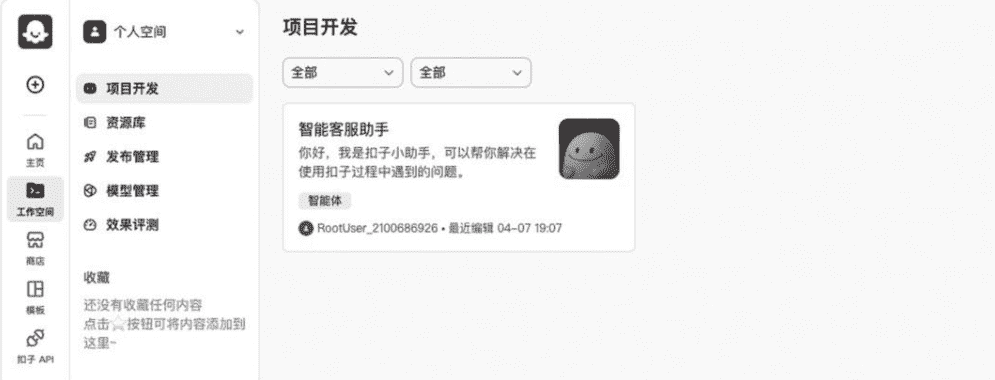 个人空间
项目开发
资源库
发布管理
模型管理
效果评测
收藏
还没有收藏任何内容
点击⭐按钮可将内容添加到
这里~
主页
工作空间
商店
模板
扣子 API
项目开发
全部
全部
智能客服助手
你好，我是扣子小助手，可以帮你解决在
使用扣子过程中遇到的问题。
智能体
RootUser_2100686926 • 最近编辑 04-07 19:07